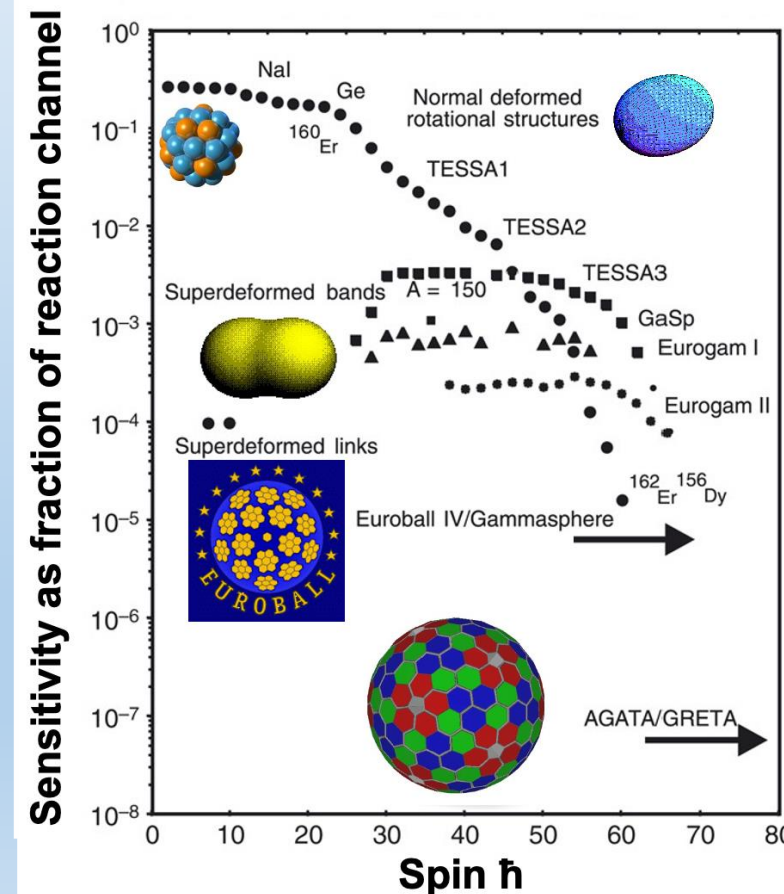 Sensitivity as fraction of reaction channel
10⁰
10⁻¹
10⁻²
10⁻³
10⁻⁴
10⁻⁵
10⁻⁶
10⁻⁷
10⁻⁸
NaI
Ge
¹⁶⁰Er
Normal deformed
rotational structures
TESSA1
TESSA2
TESSA3
Superdeformed bands A = 150
GaSp
Eurogam I
Eurogam II
Superdeformed links
¹⁶²Er ¹⁵⁶Dy
Euroball IV/Gammasphere
EUROBALL
AGATA/GRETA
0 10 20 30 40 50 60 70 80
Spin ħ